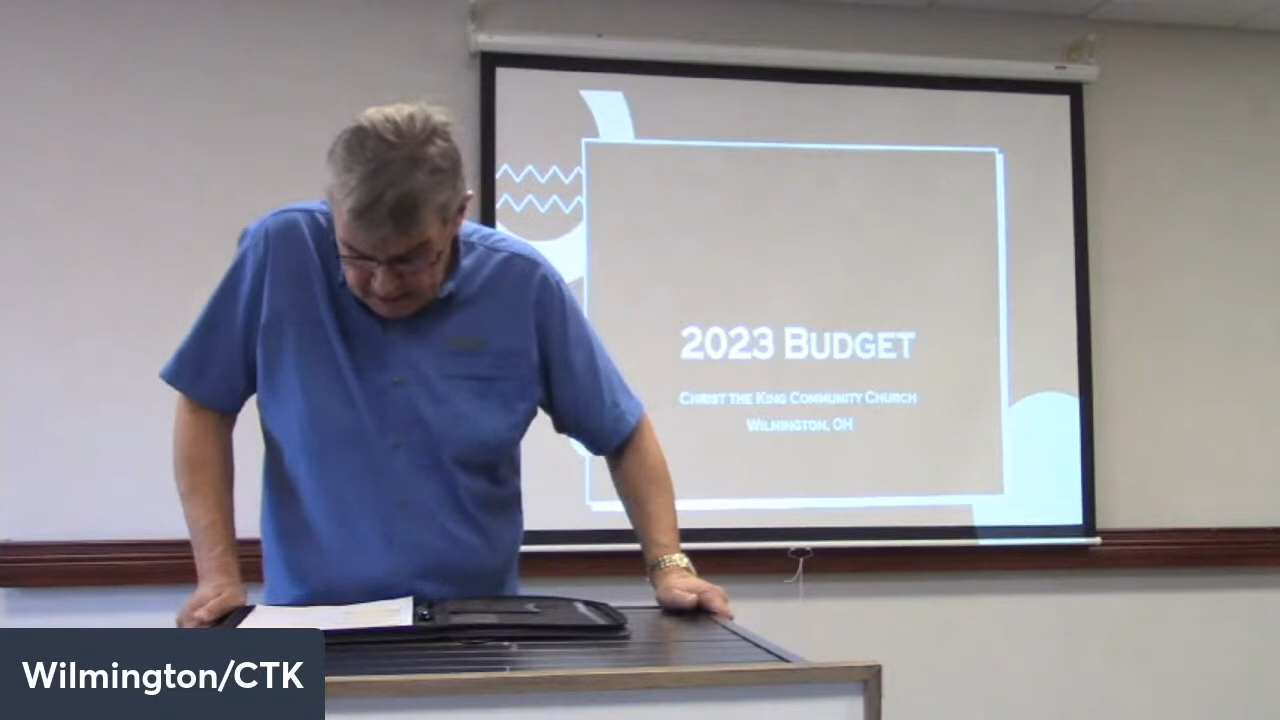 2023 BUDGET
CHRIST THE KING COMMUNITY CHURCH
WILMINGTON, OH
Wilmington/CTK